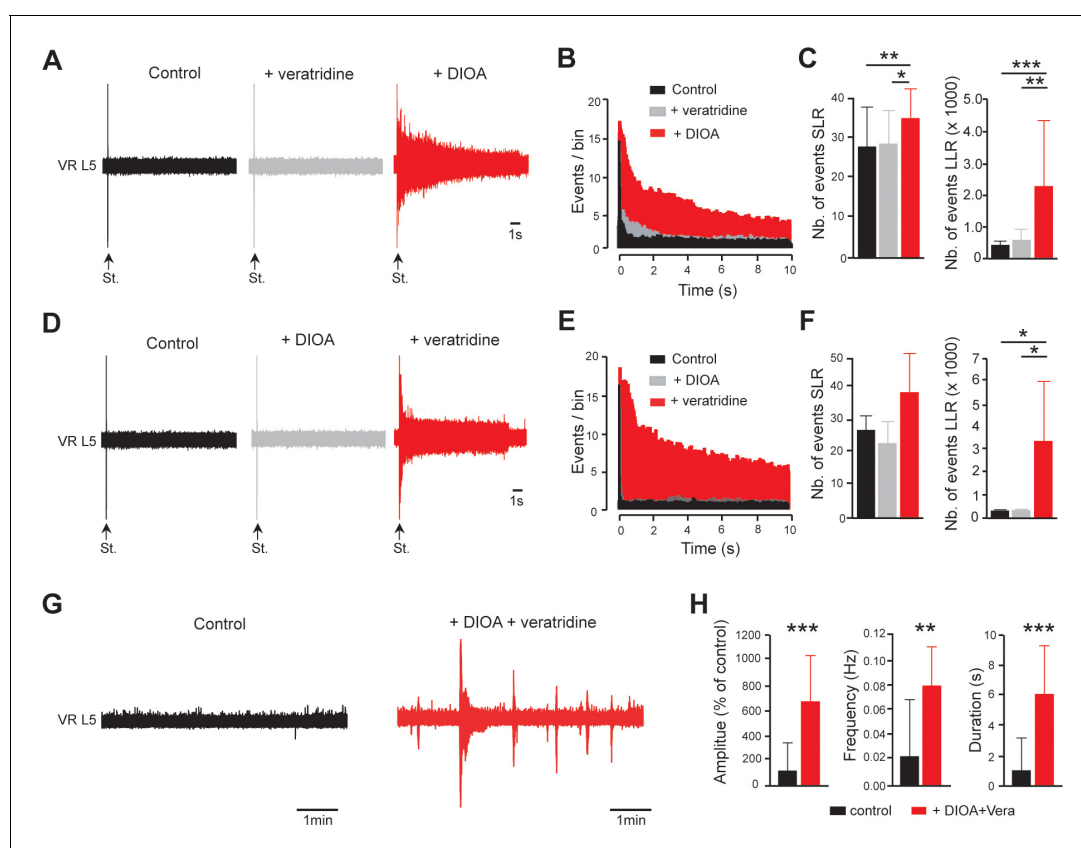 A
Control
+ veratridine
+ DIOA
VR L5
1s
St.
St.
St.
B
Control
+ veratridine
+ DIOA
Events / bin
20
15
10
5
0
0 2 4 6 8 10
Time (s)
C
**
*
Nb. of events SLR
40
30
20
10
0
***
**
Nb. of events LLR (x 1000)
5.0
4.0
3.0
2.0
1.0
0
D
Control
+ DIOA
+ veratridine
VR L5
1s
St.
St.
St.
E
Control
+ DIOA
+ veratridine
Events / bin
20
15
10
5
0
0 2 4 6 8 10
Time (s)
F
Nb. of events SLR
50
40
30
20
10
0
*
*
Nb. of events LLR (x 1000)
7
6
5
4
3
2
1
0
G
Control
+ DIOA + veratridine
VR L5
1min
1min
H
***
Amplitue (% of control)
1200
1000
800
600
400
200
0
**
Frequency (Hz)
0.12
0.10
0.08
0.06
0.04
0.02
0.00
***
Duration (s)
10
8
6
4
2
0
control
+ DIOA+Vera